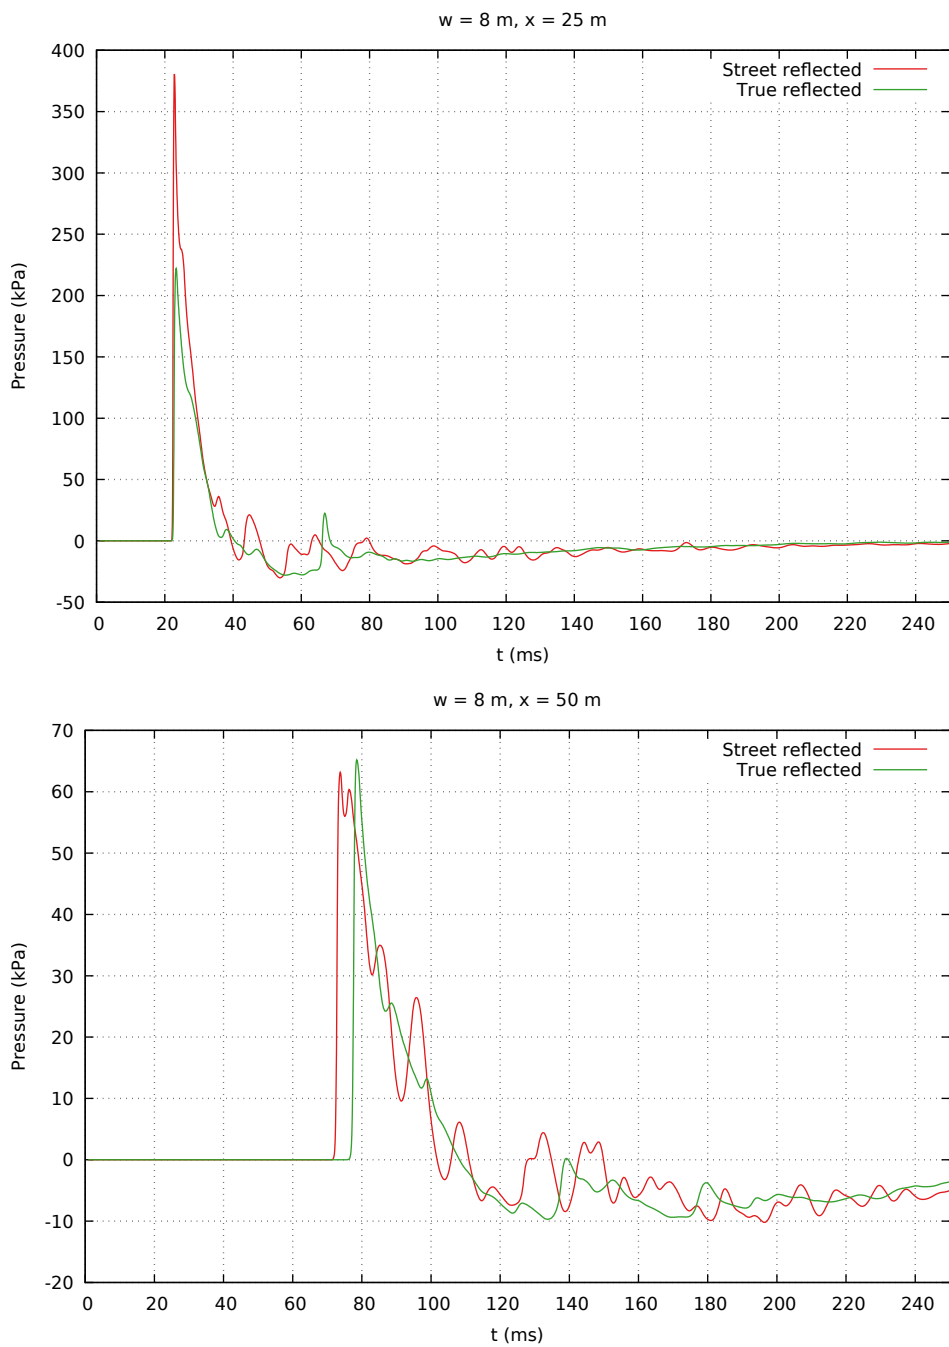 w = 8 m, x = 25 m
400
350
300
250
200
150
100
50
0
-50
Pressure (kPa)
Street reflected
True reflected
0 20 40 60 80 100 120 140 160 180 200 220 240
t (ms)
w = 8 m, x = 50 m
70
60
50
40
30
20
10
0
-10
-20
Pressure (kPa)
Street reflected
True reflected
0 20 40 60 80 100 120 140 160 180 200 220 240
t (ms)